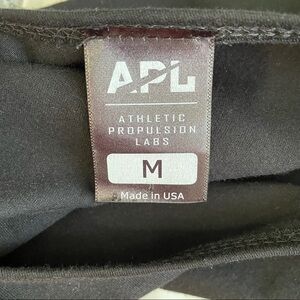 APL
ATHLETIC
PROPULSION
LABS
M
Made in USA